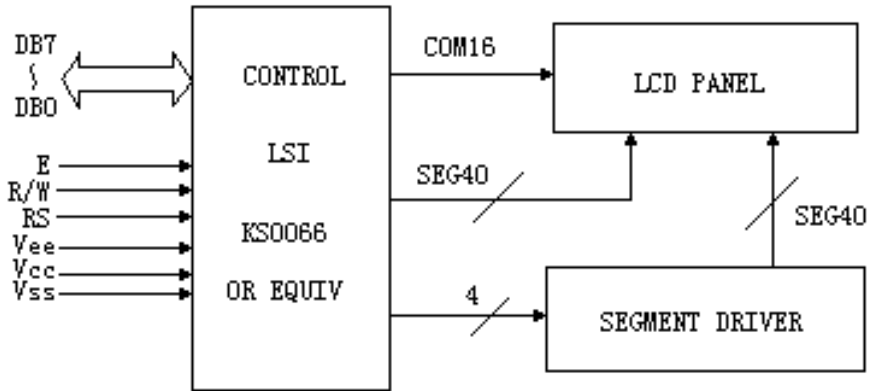 DB7
~
DB0
E
R/W
RS
Vee
Vcc
Vss
CONTROL
LSI
KS0066
OR EQUIV
COM16
SEG40
4
LCD PANEL
SEG40
SEGMENT DRIVER